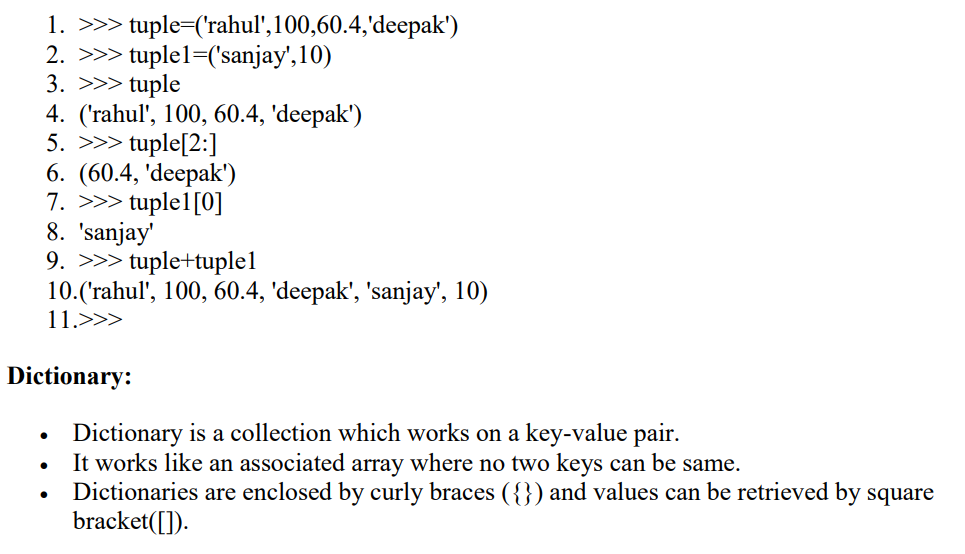 1. >>> tuple=('rahul',100,60.4,'deepak')
2. >>> tuple1=('sanjay',10)
3. >>> tuple
4. ('rahul', 100, 60.4, 'deepak')
5. >>> tuple[2:]
6. (60.4, 'deepak')
7. >>> tuple1[0]
8. 'sanjay'
9. >>> tuple+tuple1
10.('rahul', 100, 60.4, 'deepak', 'sanjay', 10)
11.>>>
Dictionary:
• Dictionary is a collection which works on a key-value pair.
• It works like an associated array where no two keys can be same.
• Dictionaries are enclosed by curly braces ({}) and values can be retrieved by square
bracket([]).